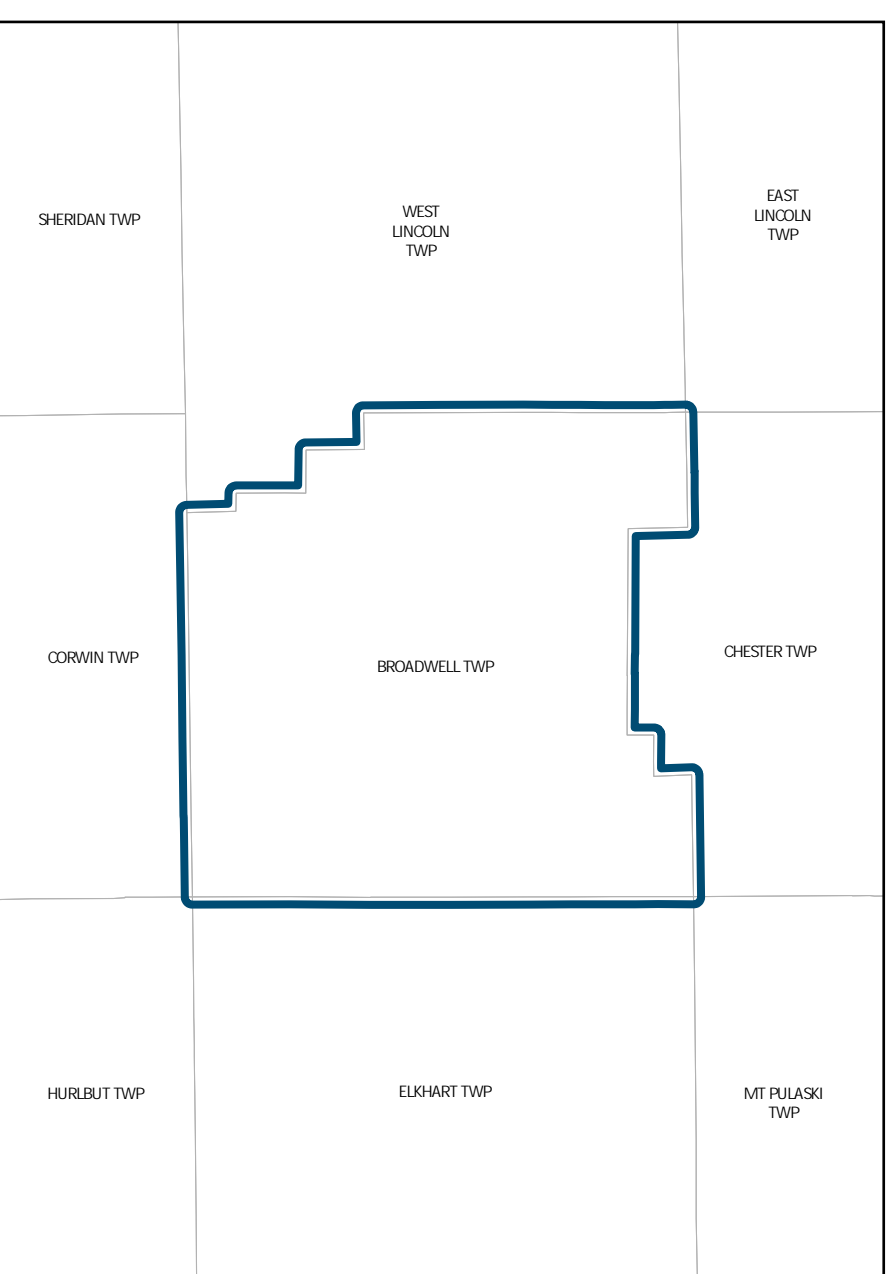 SHERIDAN TWP
WEST
LINCOLN
TWP
EAST
LINCOLN
TWP
CORWIN TWP
BROADWELL TWP
CHESTER TWP
HURLBUT TWP
ELKHART TWP
MT PULASKI
TWP